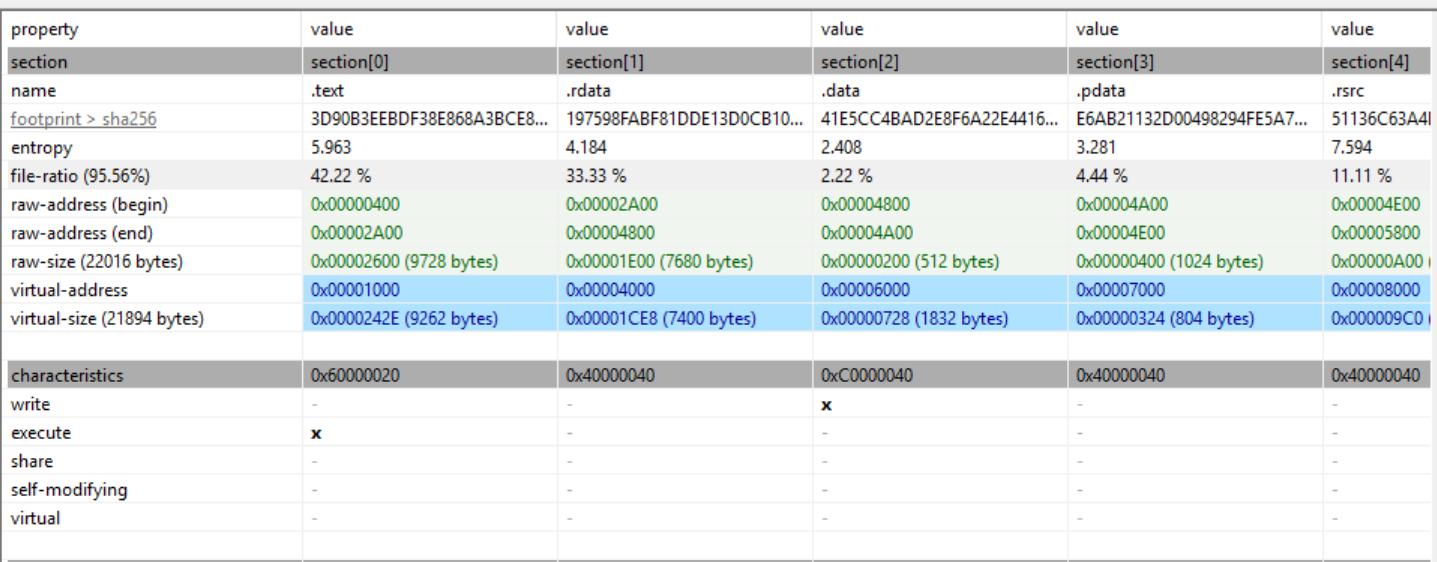 property value value value value value
section section[0] section[1] section[2] section[3] section[4]
name .text .rdata .data .pdata .rsrc
footprint > sha256 3D90B3EEBDF38E868A3BCE8... 197598FABF81DDE13D0CB10... 41E5CC4BAD2E8F6A22E4416... E6AB21132D00498294FE5A7... 51136C63A4
entropy 5.963 4.184 2.408 3.281 7.594
file-ratio (95.56%) 42.22 % 33.33 % 2.22 % 4.44 % 11.11 %
raw-address (begin) 0x00000400 0x00002A00 0x00004800 0x00004A00 0x00004E00
raw-address (end) 0x00002A00 0x00004800 0x00004A00 0x00004E00 0x00005800
raw-size (22016 bytes) 0x00002600 (9728 bytes) 0x00001E00 (7680 bytes) 0x00000200 (512 bytes) 0x00000400 (1024 bytes) 0x00000A00 (
virtual-address 0x00001000 0x00004000 0x00006000 0x00007000 0x00008000
virtual-size (21894 bytes) 0x0000242E (9262 bytes) 0x00001CE8 (7400 bytes) 0x00000728 (1832 bytes) 0x00000324 (804 bytes) 0x000009C0 (
characteristics 0x60000020 0x40000040 0xC0000040 0x40000040 0x40000040
write - - x - -
execute x - - - -
share - - - - -
self-modifying - - - - -
virtual - - - - -